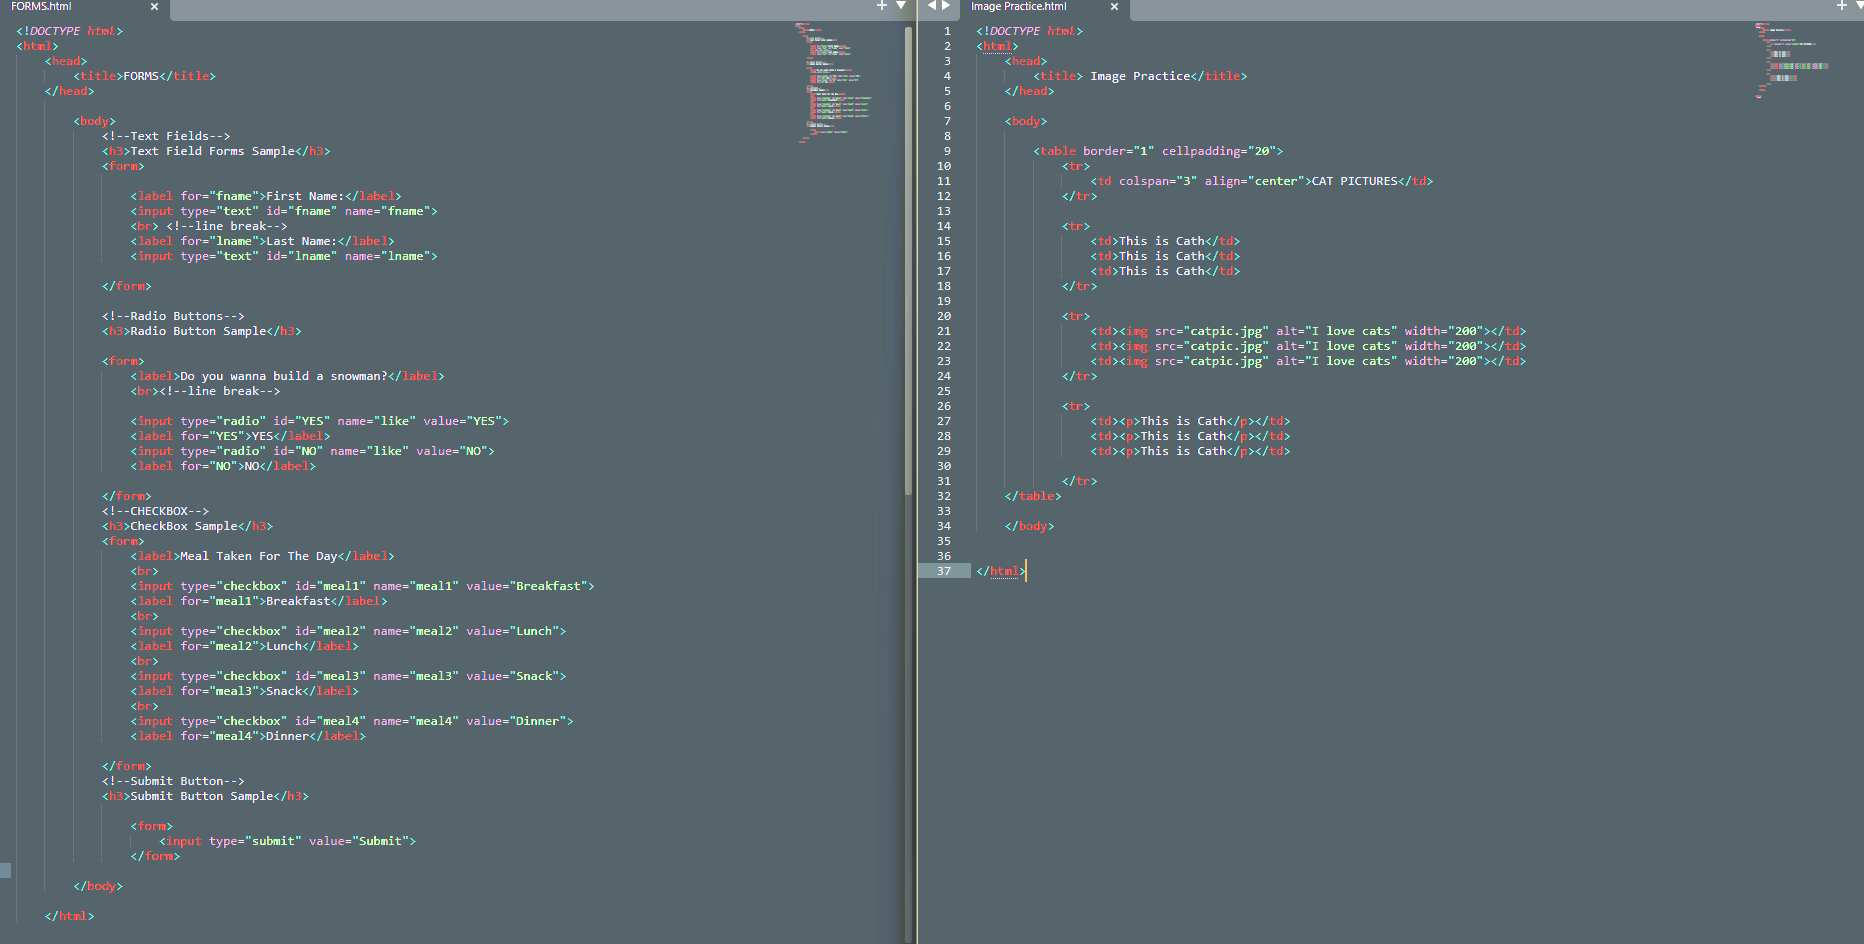 FORMS.html
<!DOCTYPE html>
<html>
<head>
<title>FORMS</title>
</head>
<body>
<!--Text Fields-->
<h3>Text Field Forms Sample</h3>
<form>
<label for="fname">First Name:</label>
<input type="text" id="fname" name="fname">
<br> <!--line break-->
<label for="lname">Last Name:</label>
<input type="text" id="lname" name="lname">
</form>
<!--Radio Buttons-->
<h3>Radio Button Sample</h3>
<form>
<label>Do you wanna build a snowman?</label>
<br><!--line break-->
<input type="radio" id="YES" name="like" value="YES">
<label for="YES">YES</label>
<input type="radio" id="NO" name="like" value="NO">
<label for="NO">NO</label>
</form>
<!--CHECKBOX-->
<h3>CheckBox Sample</h3>
<form>
<label>Meal Taken For The Day</label>
<br>
<input type="checkbox" id="meal1" name="meal1" value="Breakfast">
<label for="meal1">Breakfast</label>
<br>
<input type="checkbox" id="meal2" name="meal2" value="Lunch">
<label for="meal2">Lunch</label>
<br>
<input type="checkbox" id="meal3" name="meal3" value="Snack">
<label for="meal3">Snack</label>
<br>
<input type="checkbox" id="meal4" name="meal4" value="Dinner">
<label for="meal4">Dinner</label>
</form>
<!--Submit Button-->
<h3>Submit Button Sample</h3>
<form>
<input type="submit" value="Submit">
</form>
</body>
</html>
Image Practice.html
1 <!DOCTYPE html>
2 <html>
3 <head>
4 <title> Image Practice</title>
5 </head>
6
7 <body>
8
9 <table border="1" cellpadding="20">
10 <tr>
11 <td colspan="3" align="center">CAT PICTURES</td>
12 </tr>
13
14 <tr>
15 <td>This is Cath</td>
16 <td>This is Cath</td>
17 <td>This is Cath</td>
18 </tr>
19
20 <tr>
21 <td><img src="catpic.jpg" alt="I love cats" width="200"></td>
22 <td><img src="catpic.jpg" alt="I love cats" width="200"></td>
23 <td><img src="catpic.jpg" alt="I love cats" width="200"></td>
24 </tr>
25
26 <tr>
27 <td><p>This is Cath</p></td>
28 <td><p>This is Cath</p></td>
29 <td><p>This is Cath</p></td>
30
31 </tr>
32 </table>
33
34 </body>
35
36
37 </html>